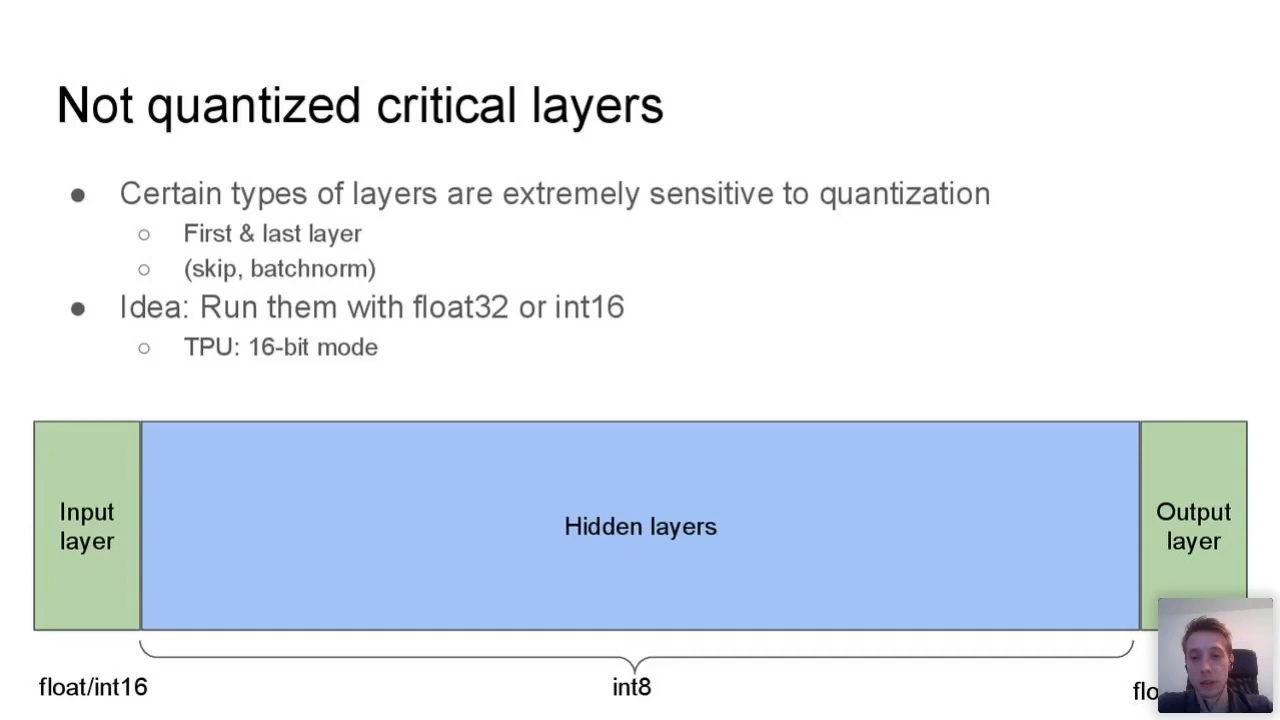 Not quantized critical layers
● Certain types of layers are extremely sensitive to quantization
○ First & last layer
○ (skip, batchnorm)
● Idea: Run them with float32 or int16
○ TPU: 16-bit mode
Input
layer
Hidden layers
Output
layer
float/int16
int8
flo